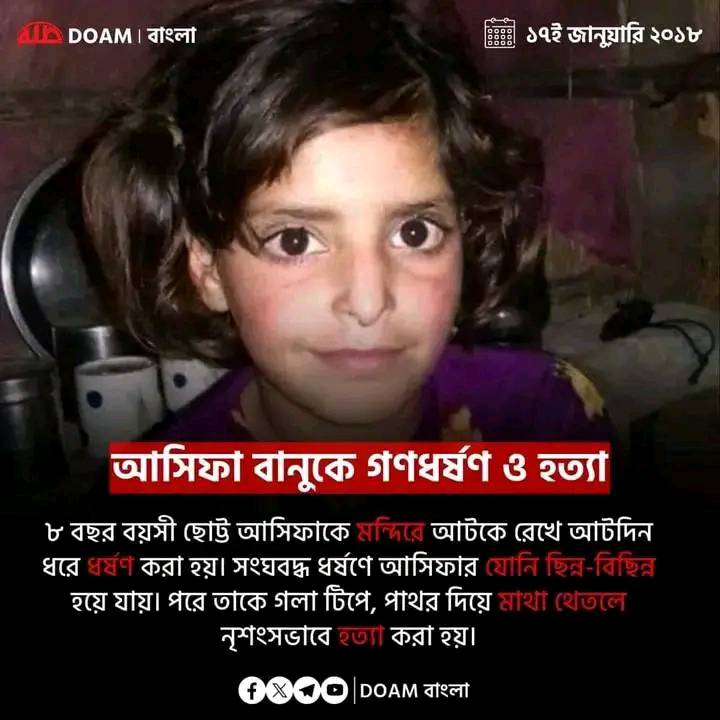 DOAM | বাংলা
১৭ই জানুয়ারি ২০১৮
আসিফা বানুকে গণধর্ষণ ও হত্যা
৮ বছর বয়সী ছোট্ট আসিফাকে মন্দিরে আটকে রেখে আটদিন
ধরে ধর্ষণ করা হয়। সংঘবদ্ধ ধর্ষণে আসিফার যোনি ছিন্ন-বিছিন্ন
হয়ে যায়। পরে তাকে গলা টিপে, পাথর দিয়ে মাথা থেতলে
নৃশংসভাবে হত্যা করা হয়।
DOAM বাংলা